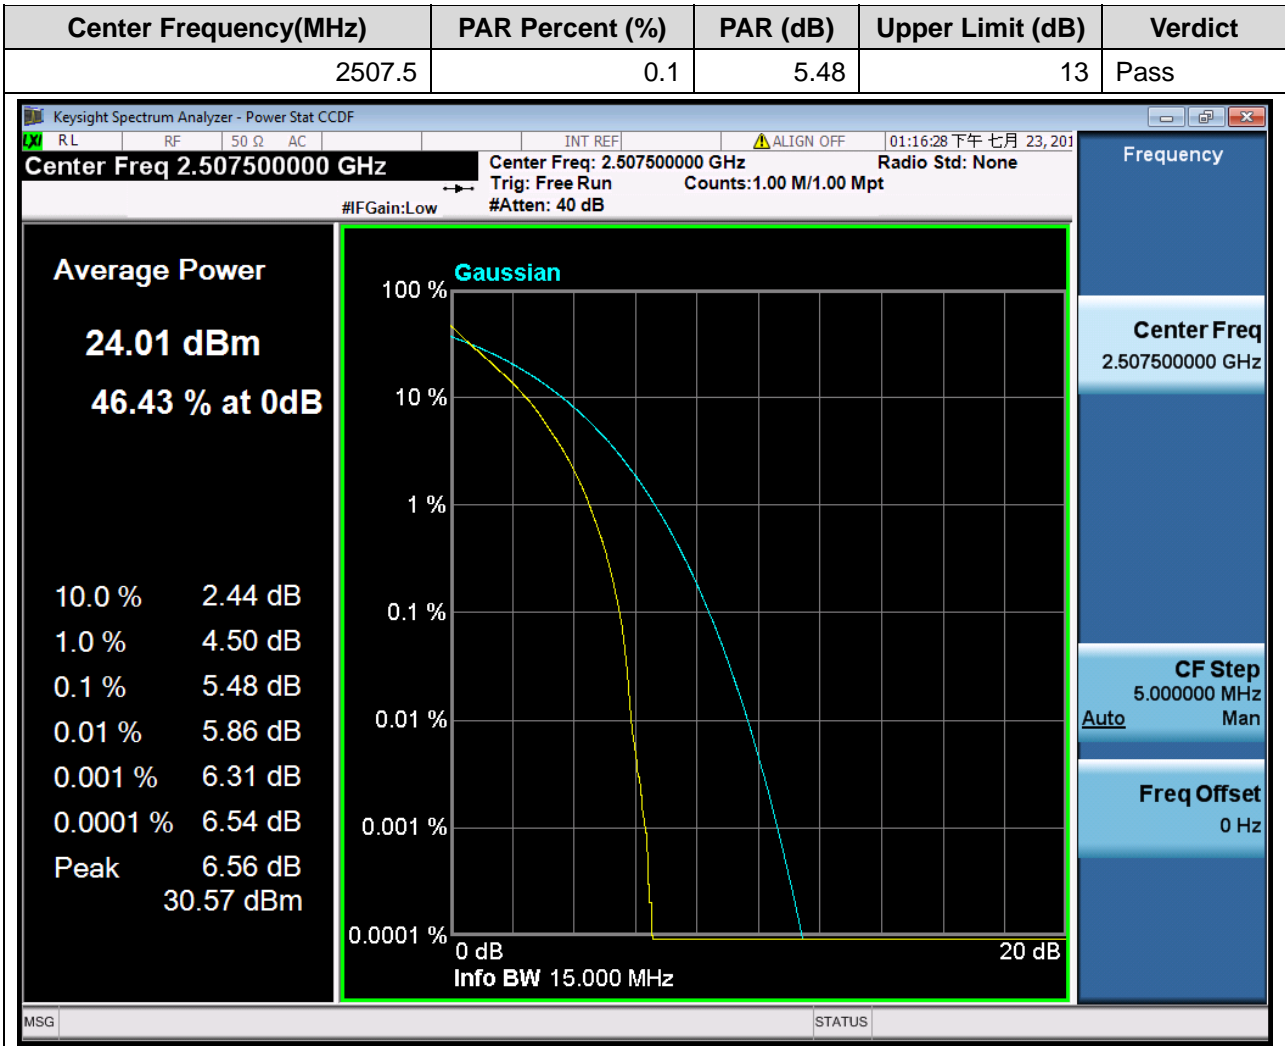 Center Frequency(MHz) PAR Percent (%) PAR (dB) Upper Limit (dB) Verdict
2507.5 0.1 5.48 13 Pass
Keysight Spectrum Analyzer - Power Stat CCDF
LXI RL RF 50 Ω AC INT REF ALIGN OFF 01:16:28 下午 七月 23, 201
Center Freq 2.507500000 GHz
Center Freq: 2.507500000 GHz Radio Std: None
Trig: Free Run Counts:1.00 M/1.00 Mpt
#IFGain:Low #Atten: 40 dB
Average Power
24.01 dBm
46.43 % at 0dB
10.0 % 2.44 dB
1.0 % 4.50 dB
0.1 % 5.48 dB
0.01 % 5.86 dB
0.001 % 6.31 dB
0.0001 % 6.54 dB
Peak 6.56 dB
30.57 dBm
Gaussian
100 %
10 %
1 %
0.1 %
0.01 %
0.001 %
0.0001 %
0 dB 20 dB
Info BW 15.000 MHz
Frequency
Center Freq
2.507500000 GHz
CF Step
5.000000 MHz
Auto Man
Freq Offset
0 Hz
MSG STATUS